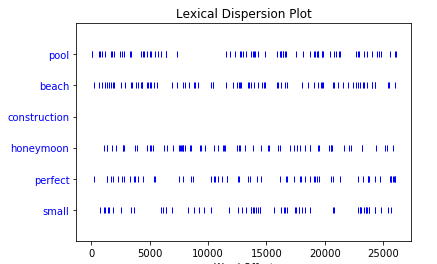 Lexical Dispersion Plot
pool
beach
construction
honeymoon
perfect
small
0
5000
10000
15000
20000
25000